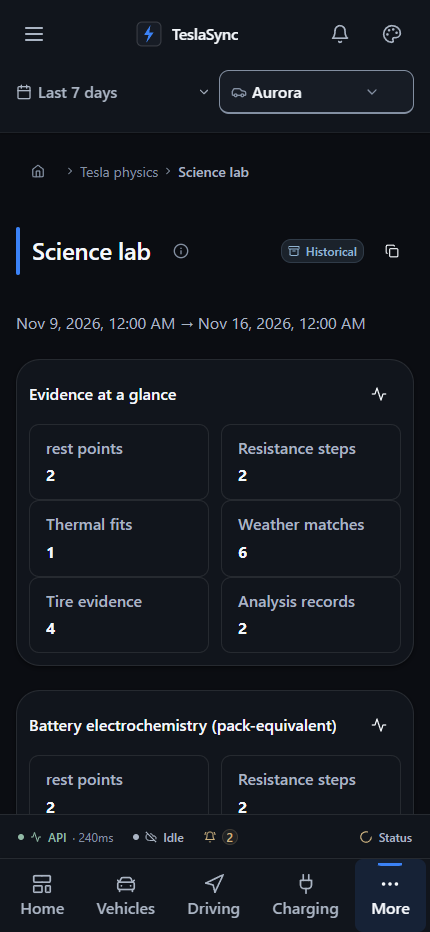 TeslaSync
Last 7 days
Aurora
Tesla physics
Science lab
Science lab
Historical
Nov 9, 2026, 12:00 AM → Nov 16, 2026, 12:00 AM
Evidence at a glance
rest points
Resistance steps
2
2
Thermal fits
Weather matches
1
6
Tire evidence
Analysis records
4
2
Battery electrochemistry (pack-equivalent)
rest points
Resistance steps
2
2
API · 240ms
Idle
2
Status
Home
Vehicles
Driving
Charging
More